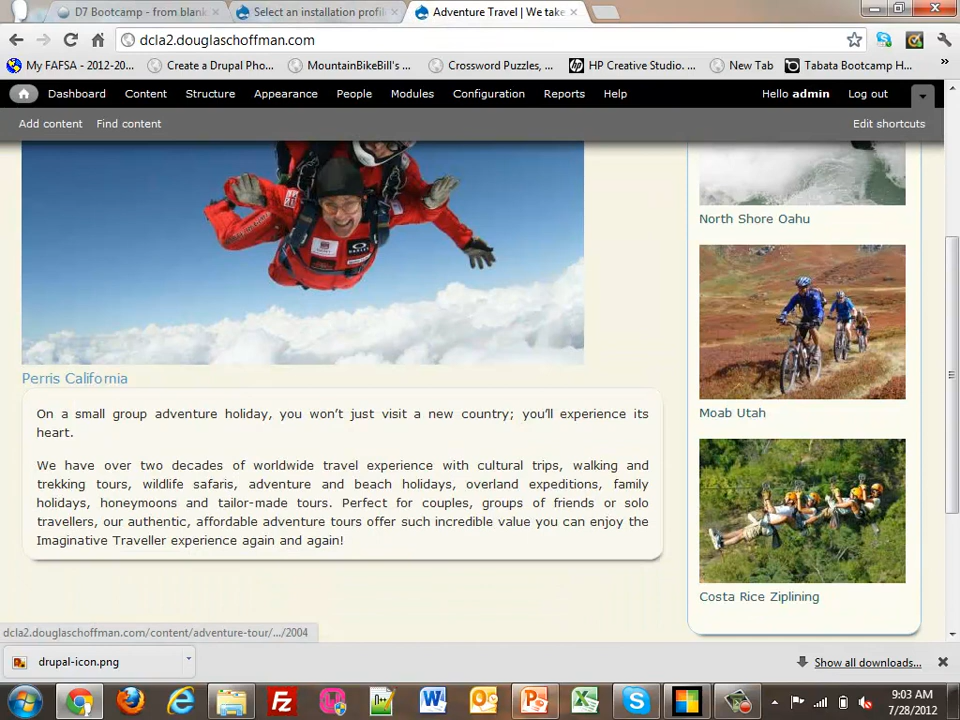 D7 Bootcamp - from blank
Select an installation profil
Adventure Travel | We take
dcla2.douglaschoffman.com
My FAFSA - 2012-20...
Create a Drupal Pho...
MountainBikeBill's ...
Crossword Puzzles, ...
HP Creative Studio. ...
New Tab
Tabata Bootcamp H...
Dashboard Content Structure Appearance People Modules Configuration Reports Help Hello admin Log out
Add content Find content Edit shortcuts
North Shore Oahu
Moab Utah
Costa Rice Ziplining
Perris California
On a small group adventure holiday, you won't just visit a new country; you'll experience its
heart.
We have over two decades of worldwide travel experience with cultural trips, walking and
trekking tours, wildlife safaris, adventure and beach holidays, overland expeditions, family
holidays, honeymoons and tailor-made tours. Perfect for couples, groups of friends or solo
travellers, our authentic, affordable adventure tours offer such incredible value you can enjoy the
Imaginative Traveller experience again and again!
dcla2.douglaschoffman.com/content/adventure-tour/.../2004
drupal-icon.png
Show all downloads...
9:03 AM
7/28/2012